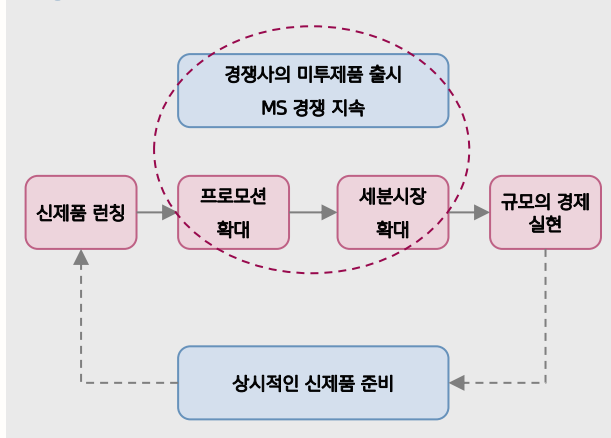 경쟁사의 미투제품 출시
MS 경쟁 지속
신제품 런칭
프로모션
확대
세분시장
확대
규모의 경제
실현
상시적인 신제품 준비